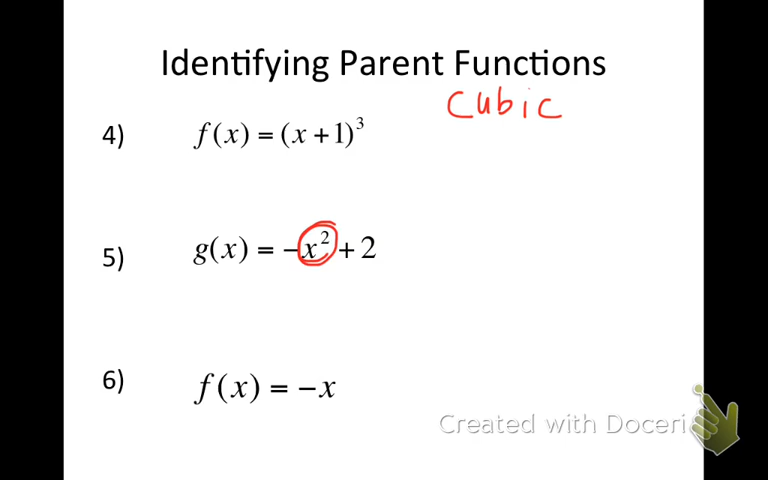 Identifying Parent Functions
cubic
4) f(x) = (x + 1)³
5) g(x) = −x² + 2
6) f(x) = −x
Created with Doceri